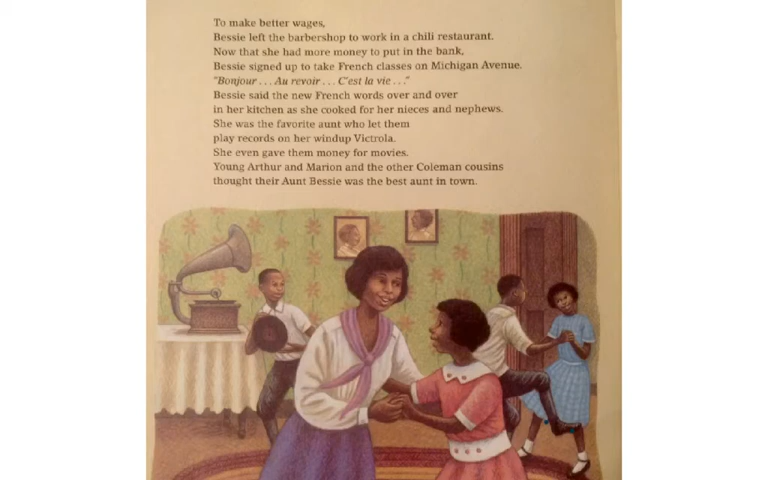 To make better wages,
Bessie left the barbershop to work in a chili restaurant.
Now that she had more money to put in the bank,
Bessie signed up to take French classes on Michigan Avenue.
"Bonjour . . . Au revoir . . . C'est la vie . . ."
Bessie said the new French words over and over
in her kitchen as she cooked for her nieces and nephews.
She was the favorite aunt who let them
play records on her windup Victrola.
She even gave them money for movies.
Young Arthur and Marion and the other Coleman cousins
thought their Aunt Bessie was the best aunt in town.